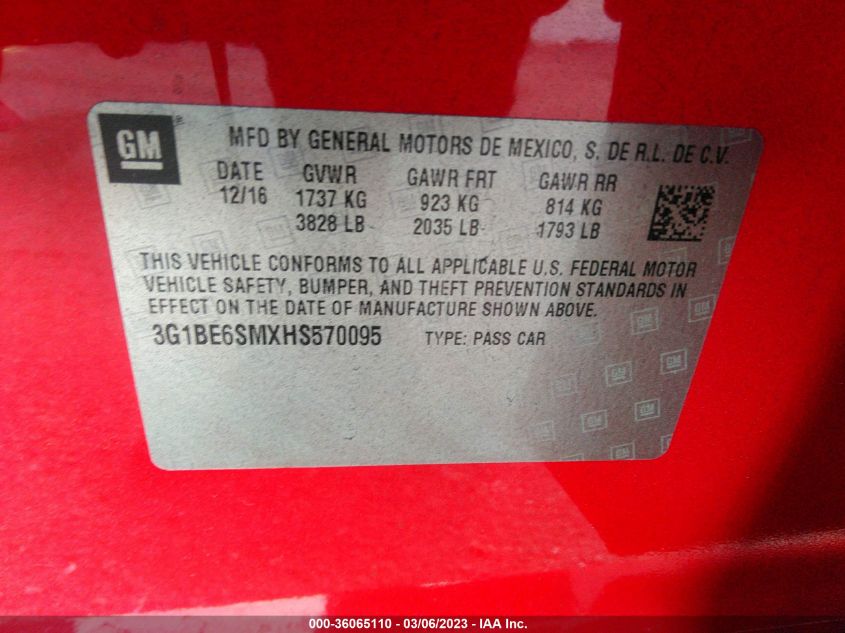 GM
MFD BY GENERAL MOTORS DE MEXICO, S. DE R.L. DE C.V.
DATE GVWR GAWR FRT GAWR RR
12/16 1737 KG 923 KG 814 KG
3828 LB 2035 LB 1793 LB
THIS VEHICLE CONFORMS TO ALL APPLICABLE U.S. FEDERAL MOTOR
VEHICLE SAFETY, BUMPER, AND THEFT PREVENTION STANDARDS IN
EFFECT ON THE DATE OF MANUFACTURE SHOWN ABOVE.
3G1BE6SMXHS570095 TYPE: PASS CAR
000-36065110 - 03/06/2023 - IAA Inc.